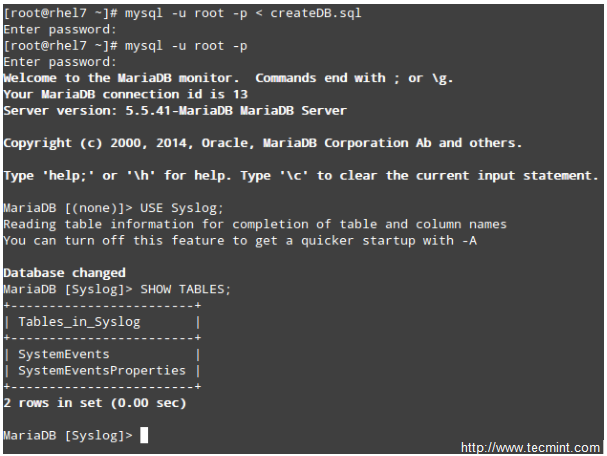 [root@rhel7 ~]# mysql -u root -p < createDB.sql
Enter password:
[root@rhel7 ~]# mysql -u root -p
Enter password:
Welcome to the MariaDB monitor.  Commands end with ; or \g.
Your MariaDB connection id is 13
Server version: 5.5.41-MariaDB MariaDB Server

Copyright (c) 2000, 2014, Oracle, MariaDB Corporation Ab and others.

Type 'help;' or '\h' for help. Type '\c' to clear the current input statement.

MariaDB [(none)]> USE Syslog;
Reading table information for completion of table and column names
You can turn off this feature to get a quicker startup with -A

Database changed
MariaDB [Syslog]> SHOW TABLES;
+------------------------+
| Tables_in_Syslog       |
+------------------------+
| SystemEvents           |
| SystemEventsProperties |
+------------------------+
2 rows in set (0.00 sec)

MariaDB [Syslog]>
http://www.tecmint.com